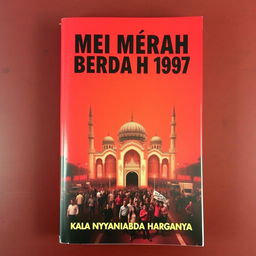 MEI MÉRAH
BERDA H 1997
KALA NYYANIABDA HARGANYA